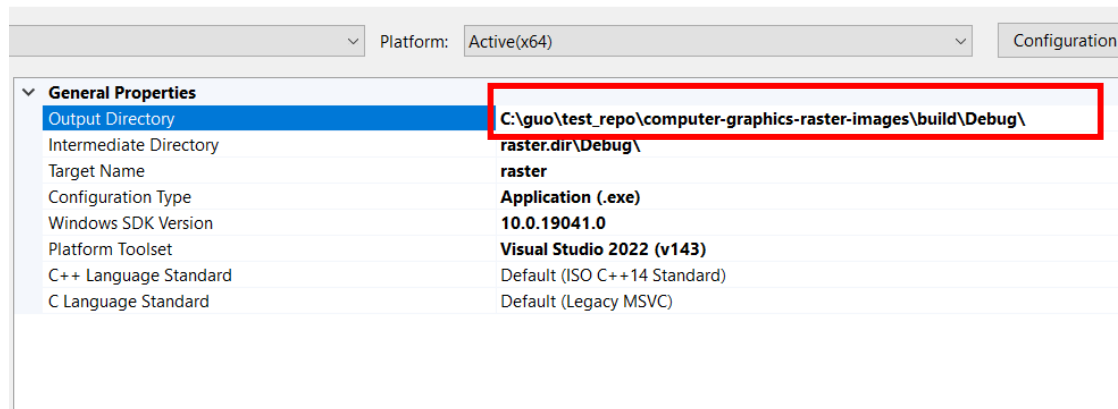 Platform: Active(x64) Configuration
General Properties
Output Directory C:\guo\test_repo\computer-graphics-raster-images\build\Debug\
Intermediate Directory raster.dir\Debug\
Target Name raster
Configuration Type Application (.exe)
Windows SDK Version 10.0.19041.0
Platform Toolset Visual Studio 2022 (v143)
C++ Language Standard Default (ISO C++14 Standard)
C Language Standard Default (Legacy MSVC)